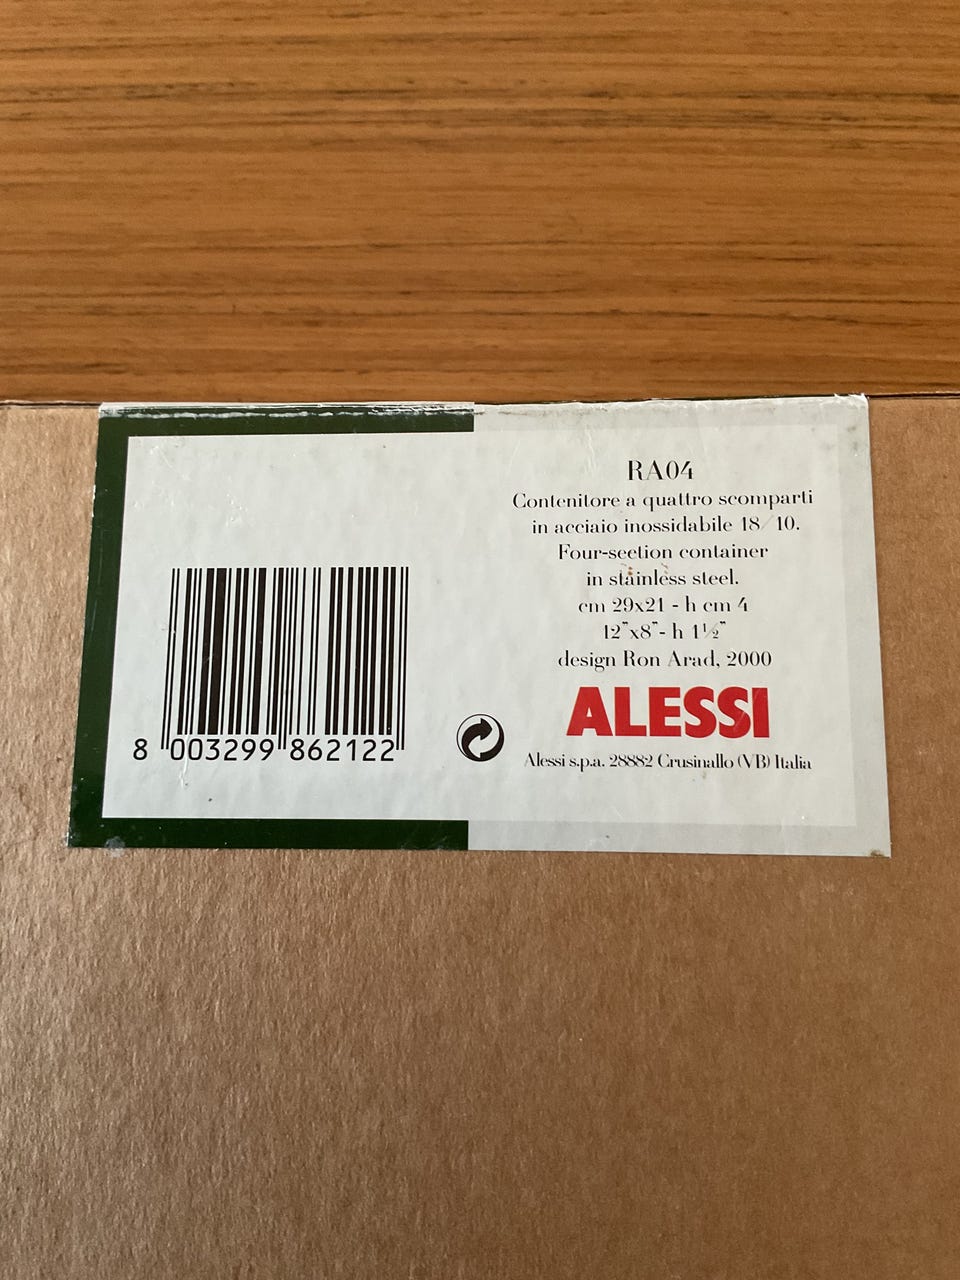 RA04
Contenitore a quattro scomparti
in acciaio inossidabile 18/10.
Four-section container
in stainless steel.
cm 29x21 - h cm 4
12"x8"- h 1½"
design Ron Arad, 2000
ALESSI
Alessi s.p.a. 28882 Crusinallo (VB) Italia
8 003299 862122